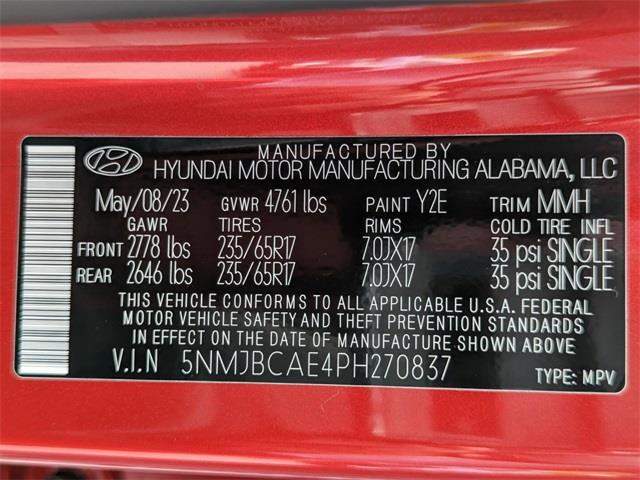 MANUFACTURED BY
HYUNDAI MOTOR MANUFACTURING ALABAMA, LLC
May/08/23 GVWR 4761 lbs PAINT Y2E TRIM MMH
GAWR TIRES RIMS COLD TIRE INFL
FRONT 2778 lbs 235/65R17 7.0JX17 35 psi SINGLE
REAR 2646 lbs 235/65R17 7.0JX17 35 psi SINGLE
THIS VEHICLE CONFORMS TO ALL APPLICABLE U.S.A. FEDERAL
MOTOR VEHICLE SAFETY AND THEFT PREVENTION STANDARDS
IN EFFECT ON THE DATE OF MANUFACTURE SHOWN ABOVE
V.I.N 5NMJBCAE4PH270837 TYPE: MPV